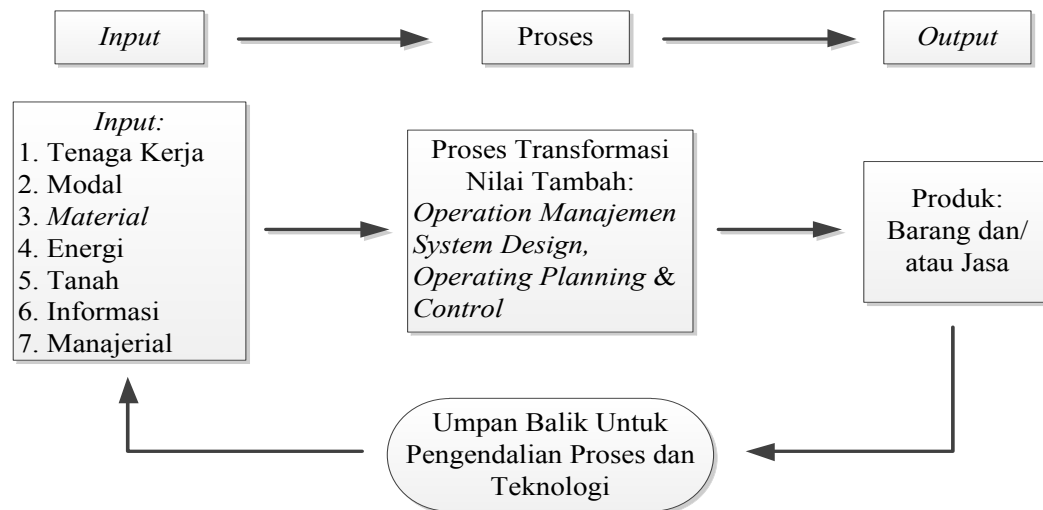 Input
Proses
Output
Input:
1. Tenaga Kerja
2. Modal
3. Material
4. Energi
5. Tanah
6. Informasi
7. Manajerial
Proses Transformasi
Nilai Tambah:
Operation Manajemen
System Design,
Operating Planning &
Control
Produk:
Barang dan/
atau Jasa
Umpan Balik Untuk
Pengendalian Proses dan
Teknologi